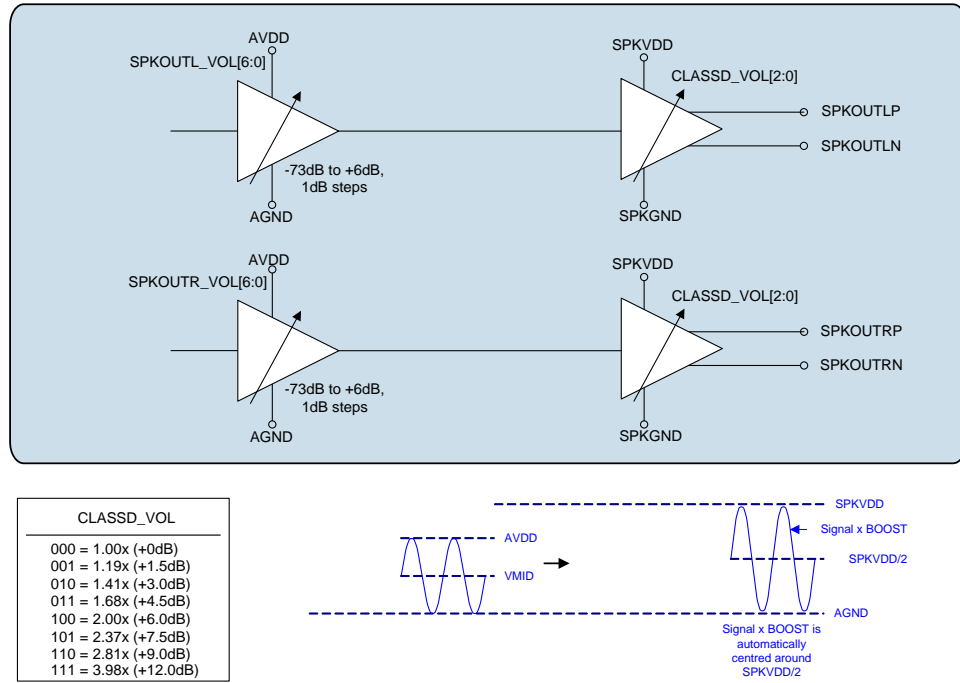 AVDD
SPKOUTL_VOL[6:0]
-73dB to +6dB,
1dB steps
AGND
SPKVDD
CLASSD_VOL[2:0]
SPKOUTLP
SPKOUTLN
SPKGND
AVDD
SPKOUTR_VOL[6:0]
-73dB to +6dB,
1dB steps
AGND
SPKVDD
CLASSD_VOL[2:0]
SPKOUTRP
SPKOUTRN
SPKGND
CLASSD_VOL
000 = 1.00x (+0dB)
001 = 1.19x (+1.5dB)
010 = 1.41x (+3.0dB)
011 = 1.68x (+4.5dB)
100 = 2.00x (+6.0dB)
101 = 2.37x (+7.5dB)
110 = 2.81x (+9.0dB)
111 = 3.98x (+12.0dB)
AVDD
VMID
SPKVDD
Signal x BOOST
SPKVDD/2
AGND
Signal x BOOST is
automatically
centred around
SPKVDD/2